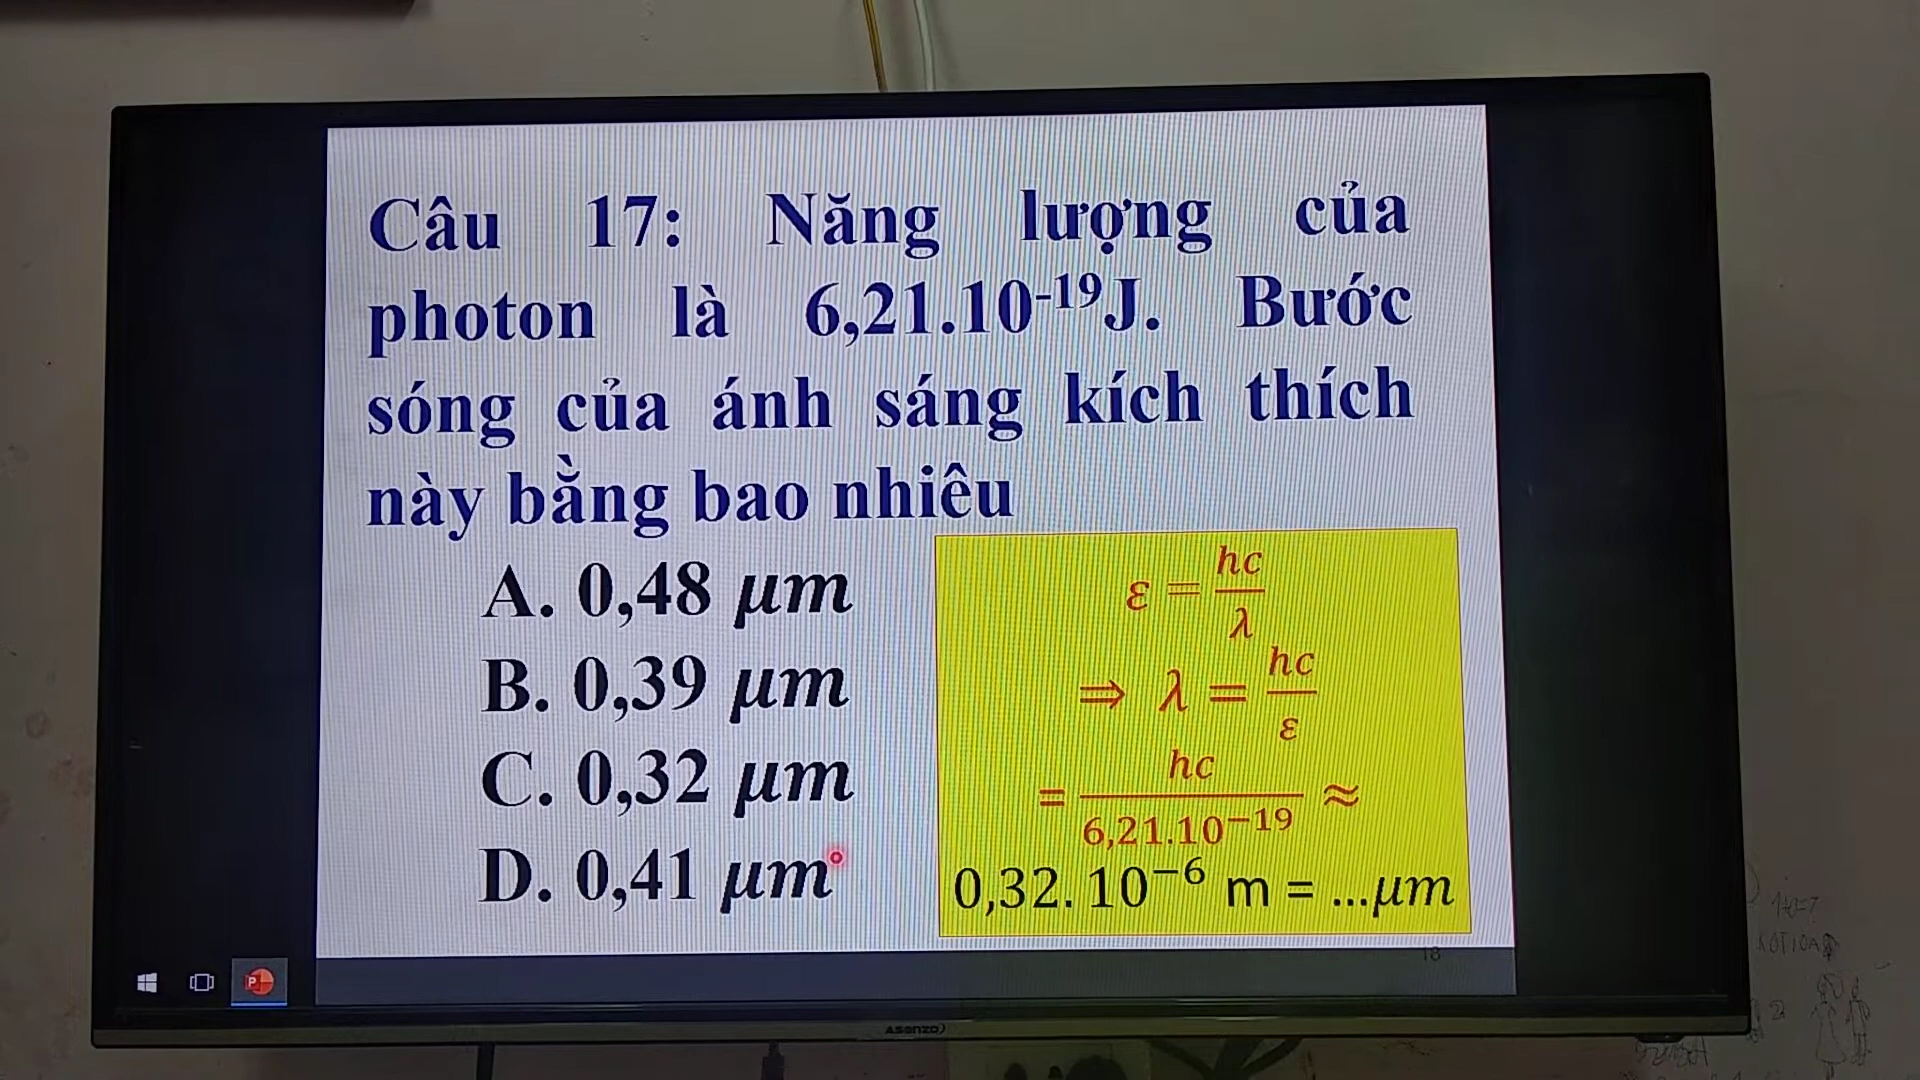 Câu 17: Năng lượng của
photon là 6,21.10⁻¹⁹J. Bước
sóng của ánh sáng kích thích
này bằng bao nhiêu
A. 0,48 μm
B. 0,39 μm
C. 0,32 μm
D. 0,41 μm
ε = hc/λ
⇒ λ = hc/ε
= hc/6,21.10⁻¹⁹ ≈
0,32. 10⁻⁶ m = ...μm
18
P
ASANZO